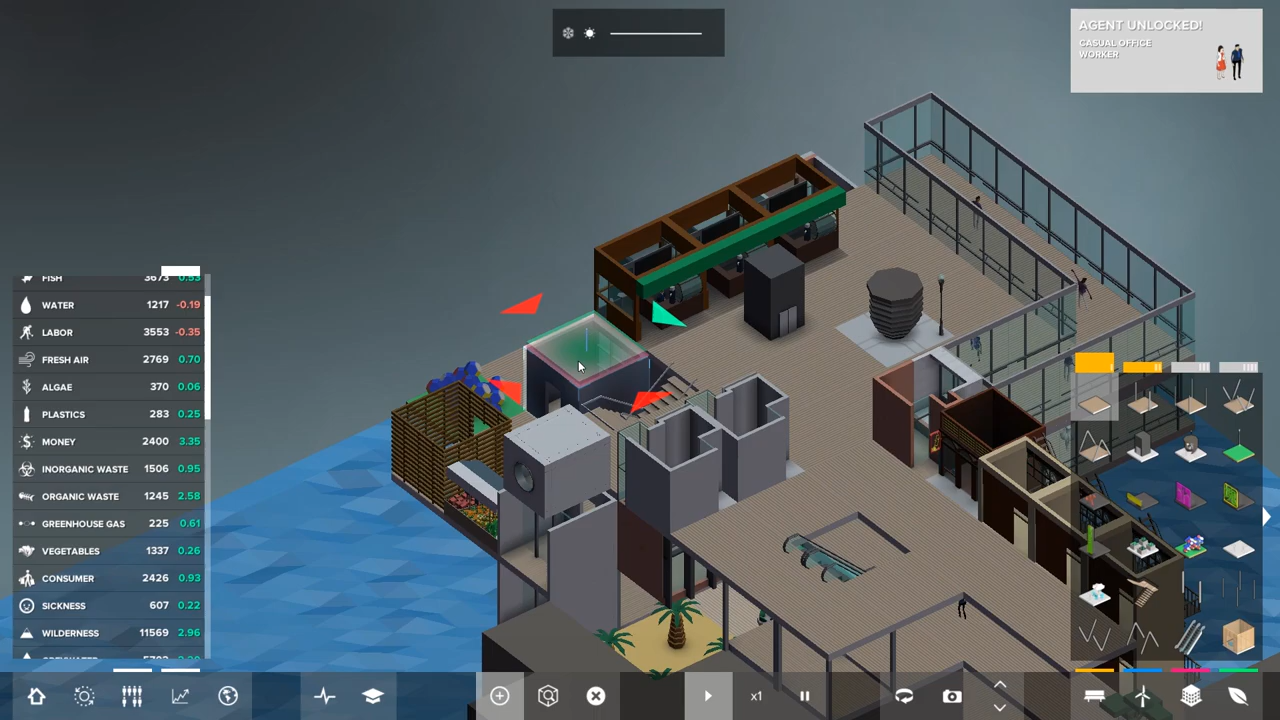 AGENT UNLOCKED!
CASUAL OFFICE
WORKER
FISH 3673 0.53
WATER 1217 -0.19
LABOR 3553 -0.35
FRESH AIR 2769 0.70
ALGAE 370 0.06
PLASTICS 283 0.25
MONEY 2400 3.35
INORGANIC WASTE 1506 0.95
ORGANIC WASTE 1245 2.58
GREENHOUSE GAS 225 0.61
VEGETABLES 1337 0.26
CONSUMER 2426 0.93
SICKNESS 607 0.22
WILDERNESS 11569 2.96
x1